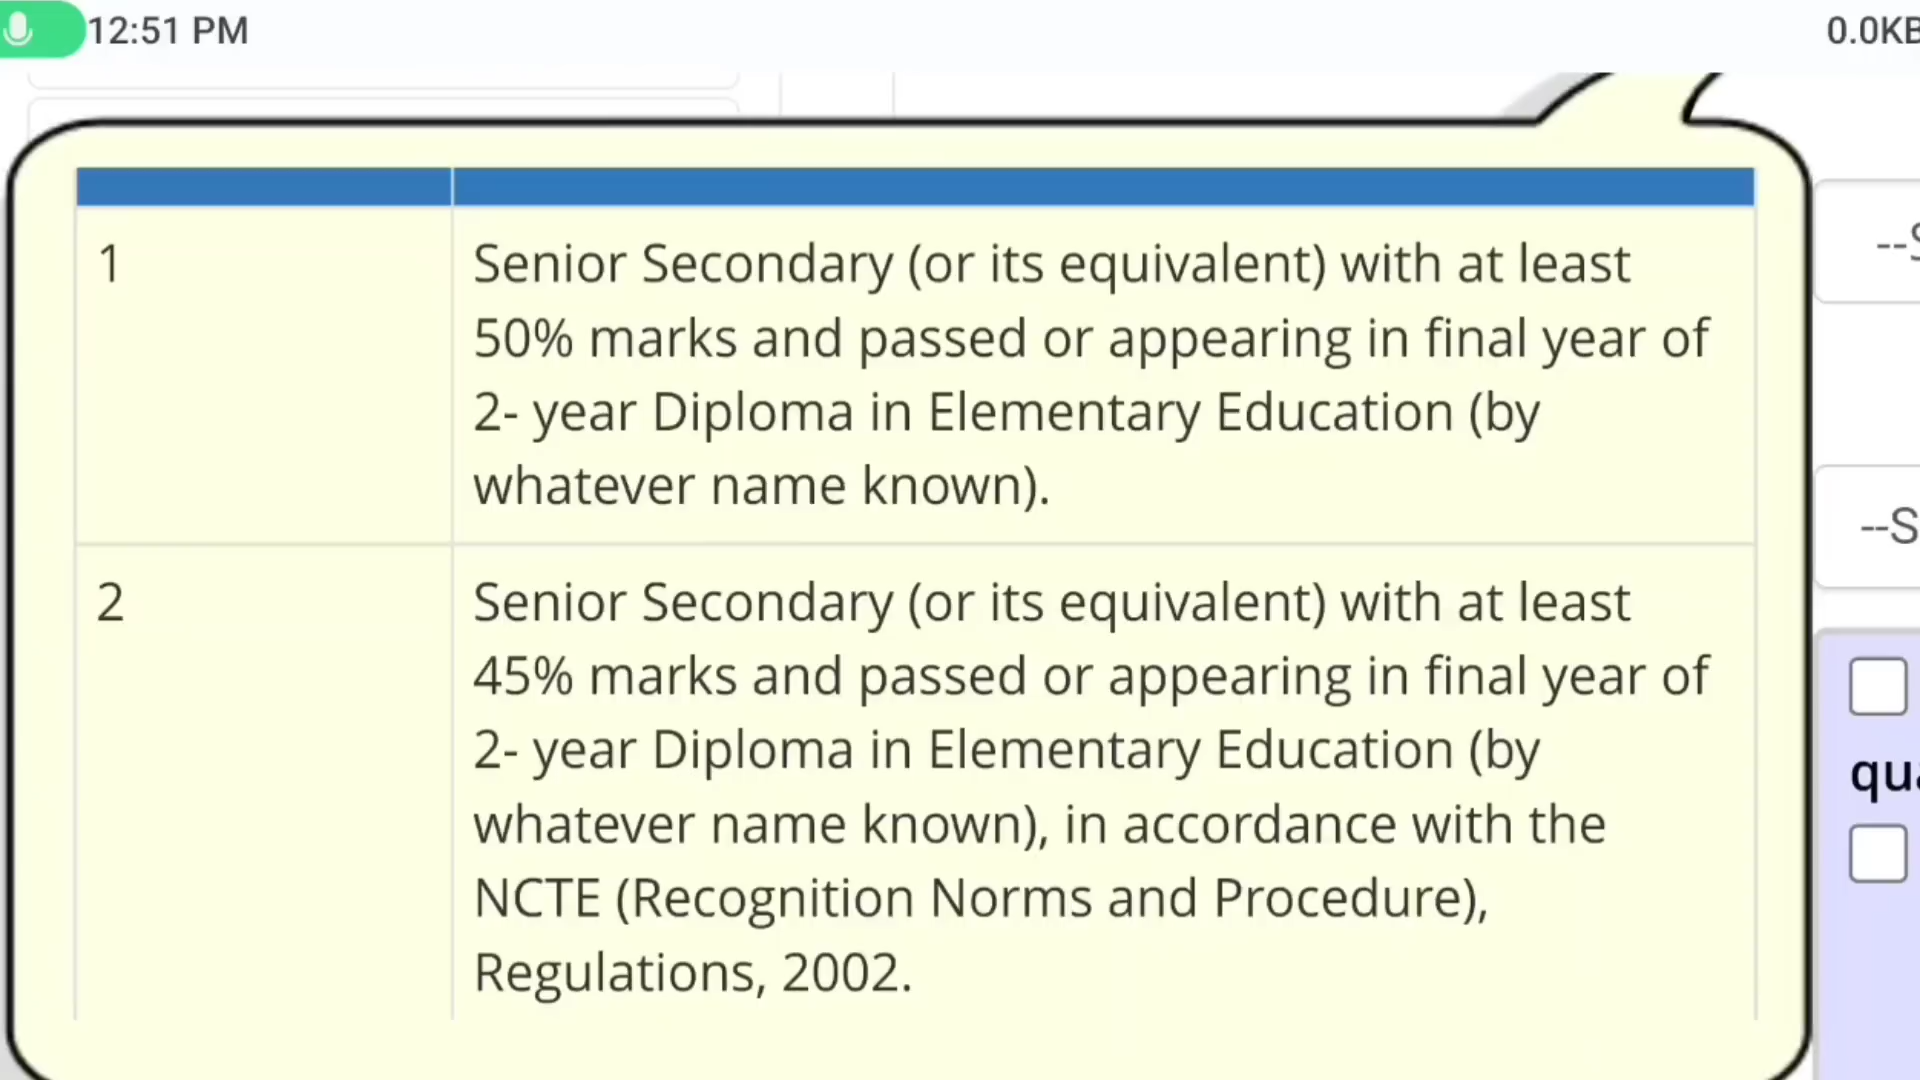 12:51 PM
0.0KB
1
Senior Secondary (or its equivalent) with at least
50% marks and passed or appearing in final year of
2- year Diploma in Elementary Education (by
whatever name known).
2
Senior Secondary (or its equivalent) with at least
45% marks and passed or appearing in final year of
2- year Diploma in Elementary Education (by
whatever name known), in accordance with the
NCTE (Recognition Norms and Procedure),
Regulations, 2002.
--S
--S